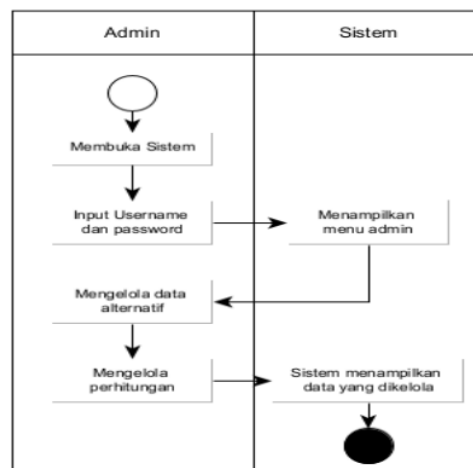 Admin
Sistem
Membuka Sistem
Input Username
dan password
Menampilkan
menu admin
Mengelola data
alternatif
Mengelola
perhitungan
Sistem menampilkan
data yang dikelola